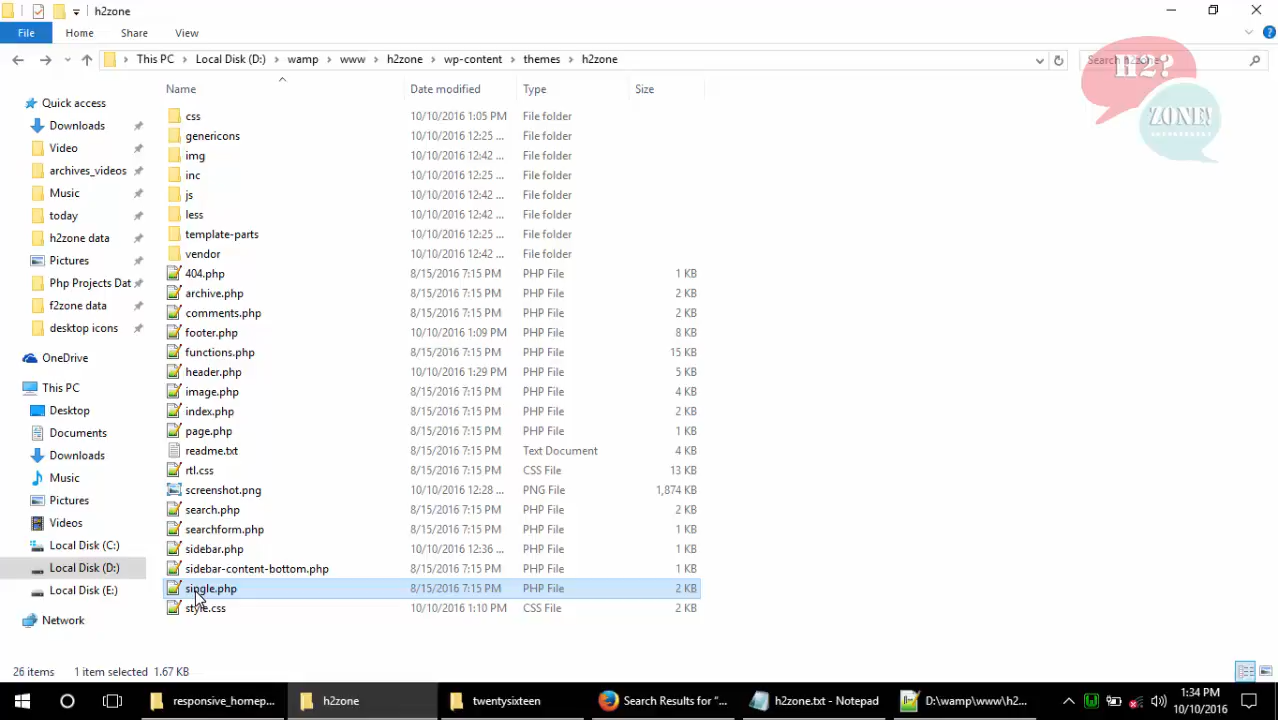 h2zone
File Home Share View
This PC Local Disk (D:) wamp www h2zone wp-content themes h2zone
Search h2zone
H2?
ZONE!
Name Date modified Type Size
Quick access
Downloads
Video
archives_videos
Music
today
h2zone data
Pictures
Php Projects Dat
f2zone data
desktop icons
OneDrive
This PC
Desktop
Documents
Downloads
Music
Pictures
Videos
Local Disk (C:)
Local Disk (D:)
Local Disk (E:)
Network
css 10/10/2016 1:05 PM File folder
genericons 10/10/2016 12:25 ... File folder
img 10/10/2016 12:42 ... File folder
inc 10/10/2016 12:25 ... File folder
js 10/10/2016 12:42 ... File folder
less 10/10/2016 12:42 ... File folder
template-parts 10/10/2016 12:42 ... File folder
vendor 10/10/2016 12:42 ... File folder
404.php 8/15/2016 7:15 PM PHP File 1 KB
archive.php 8/15/2016 7:15 PM PHP File 2 KB
comments.php 8/15/2016 7:15 PM PHP File 2 KB
footer.php 10/10/2016 1:09 PM PHP File 8 KB
functions.php 8/15/2016 7:15 PM PHP File 15 KB
header.php 10/10/2016 1:29 PM PHP File 5 KB
image.php 8/15/2016 7:15 PM PHP File 4 KB
index.php 8/15/2016 7:15 PM PHP File 2 KB
page.php 8/15/2016 7:15 PM PHP File 2 KB
readme.txt 8/15/2016 7:15 PM Text Document 4 KB
rtl.css 8/15/2016 7:15 PM CSS File 13 KB
screenshot.png 10/10/2016 12:28 ... PNG File 1,874 KB
search.php 8/15/2016 7:15 PM PHP File 2 KB
searchform.php 8/15/2016 7:15 PM PHP File 1 KB
sidebar.php 10/10/2016 12:36 ... PHP File 1 KB
sidebar-content-bottom.php 8/15/2016 7:15 PM PHP File 1 KB
single.php 8/15/2016 7:15 PM PHP File 2 KB
style.css 10/10/2016 1:10 PM CSS File 0 KB
26 items 1 item selected 1.67 KB
responsive_homep... h2zone twentysixteen Search Results for "... h2zone.txt - Notepad D:\wamp\www\h2...
1:34 PM
10/10/2016